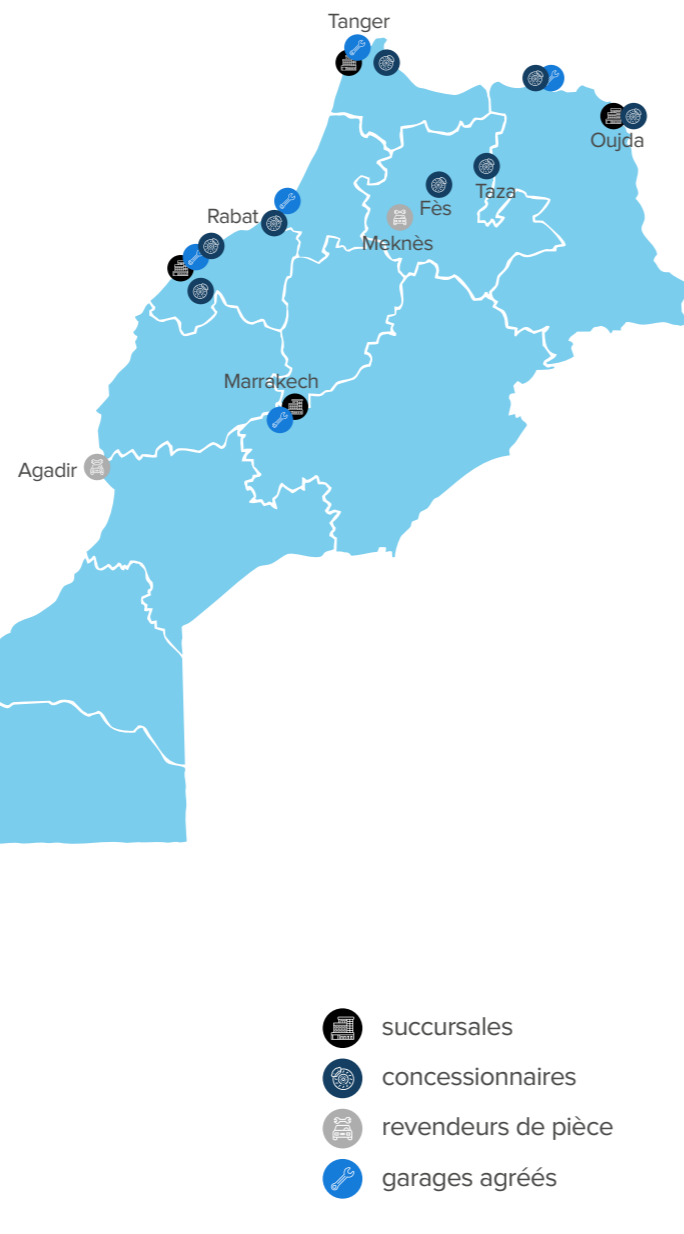 Tanger
Oujda
Taza
Fès
Rabat
Meknès
Marrakech
Agadir
succursales
concessionnaires
revendeurs de pièce
garages agréés